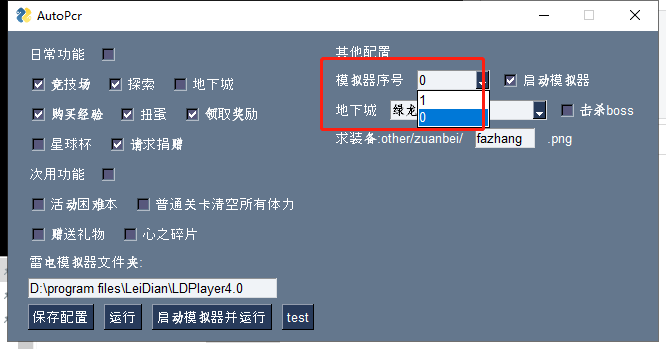 AutoPcr
日常功能
竞技场 探索 地下城
购买经验 扭蛋 领取奖励
星球杯 请求捐赠
次用功能
活动困难本 普通关卡清空所有体力
赠送礼物 心之碎片
雷电模拟器文件夹:
D:\program files\LeiDian\LDPlayer4.0
保存配置 运行 启动模拟器并运行 test
其他配置
模拟器序号 0 启动模拟器
1
0
地下城 绿龙 击杀boss
求装备:other/zuanbei/ fazhang .png